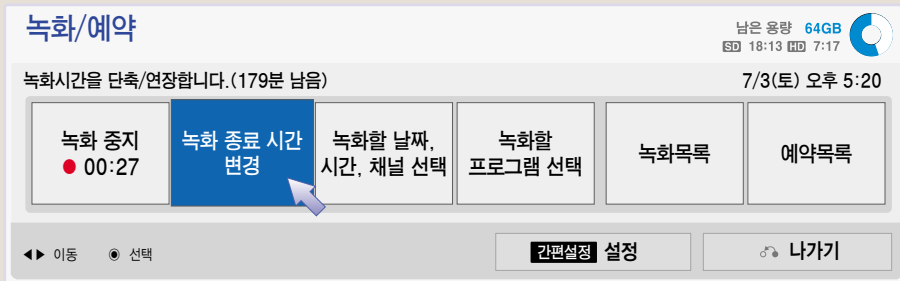 녹화/예약
남은 용량 64GB
SD 18:13 HD 7:17
녹화시간을 단축/연장합니다.(179분 남음)
7/3(토) 오후 5:20
녹화 중지
00:27
녹화 종료 시간
변경
녹화할 날짜,
시간, 채널 선택
녹화할
프로그램 선택
녹화목록
예약목록
이동
선택
간편설정 설정
나가기